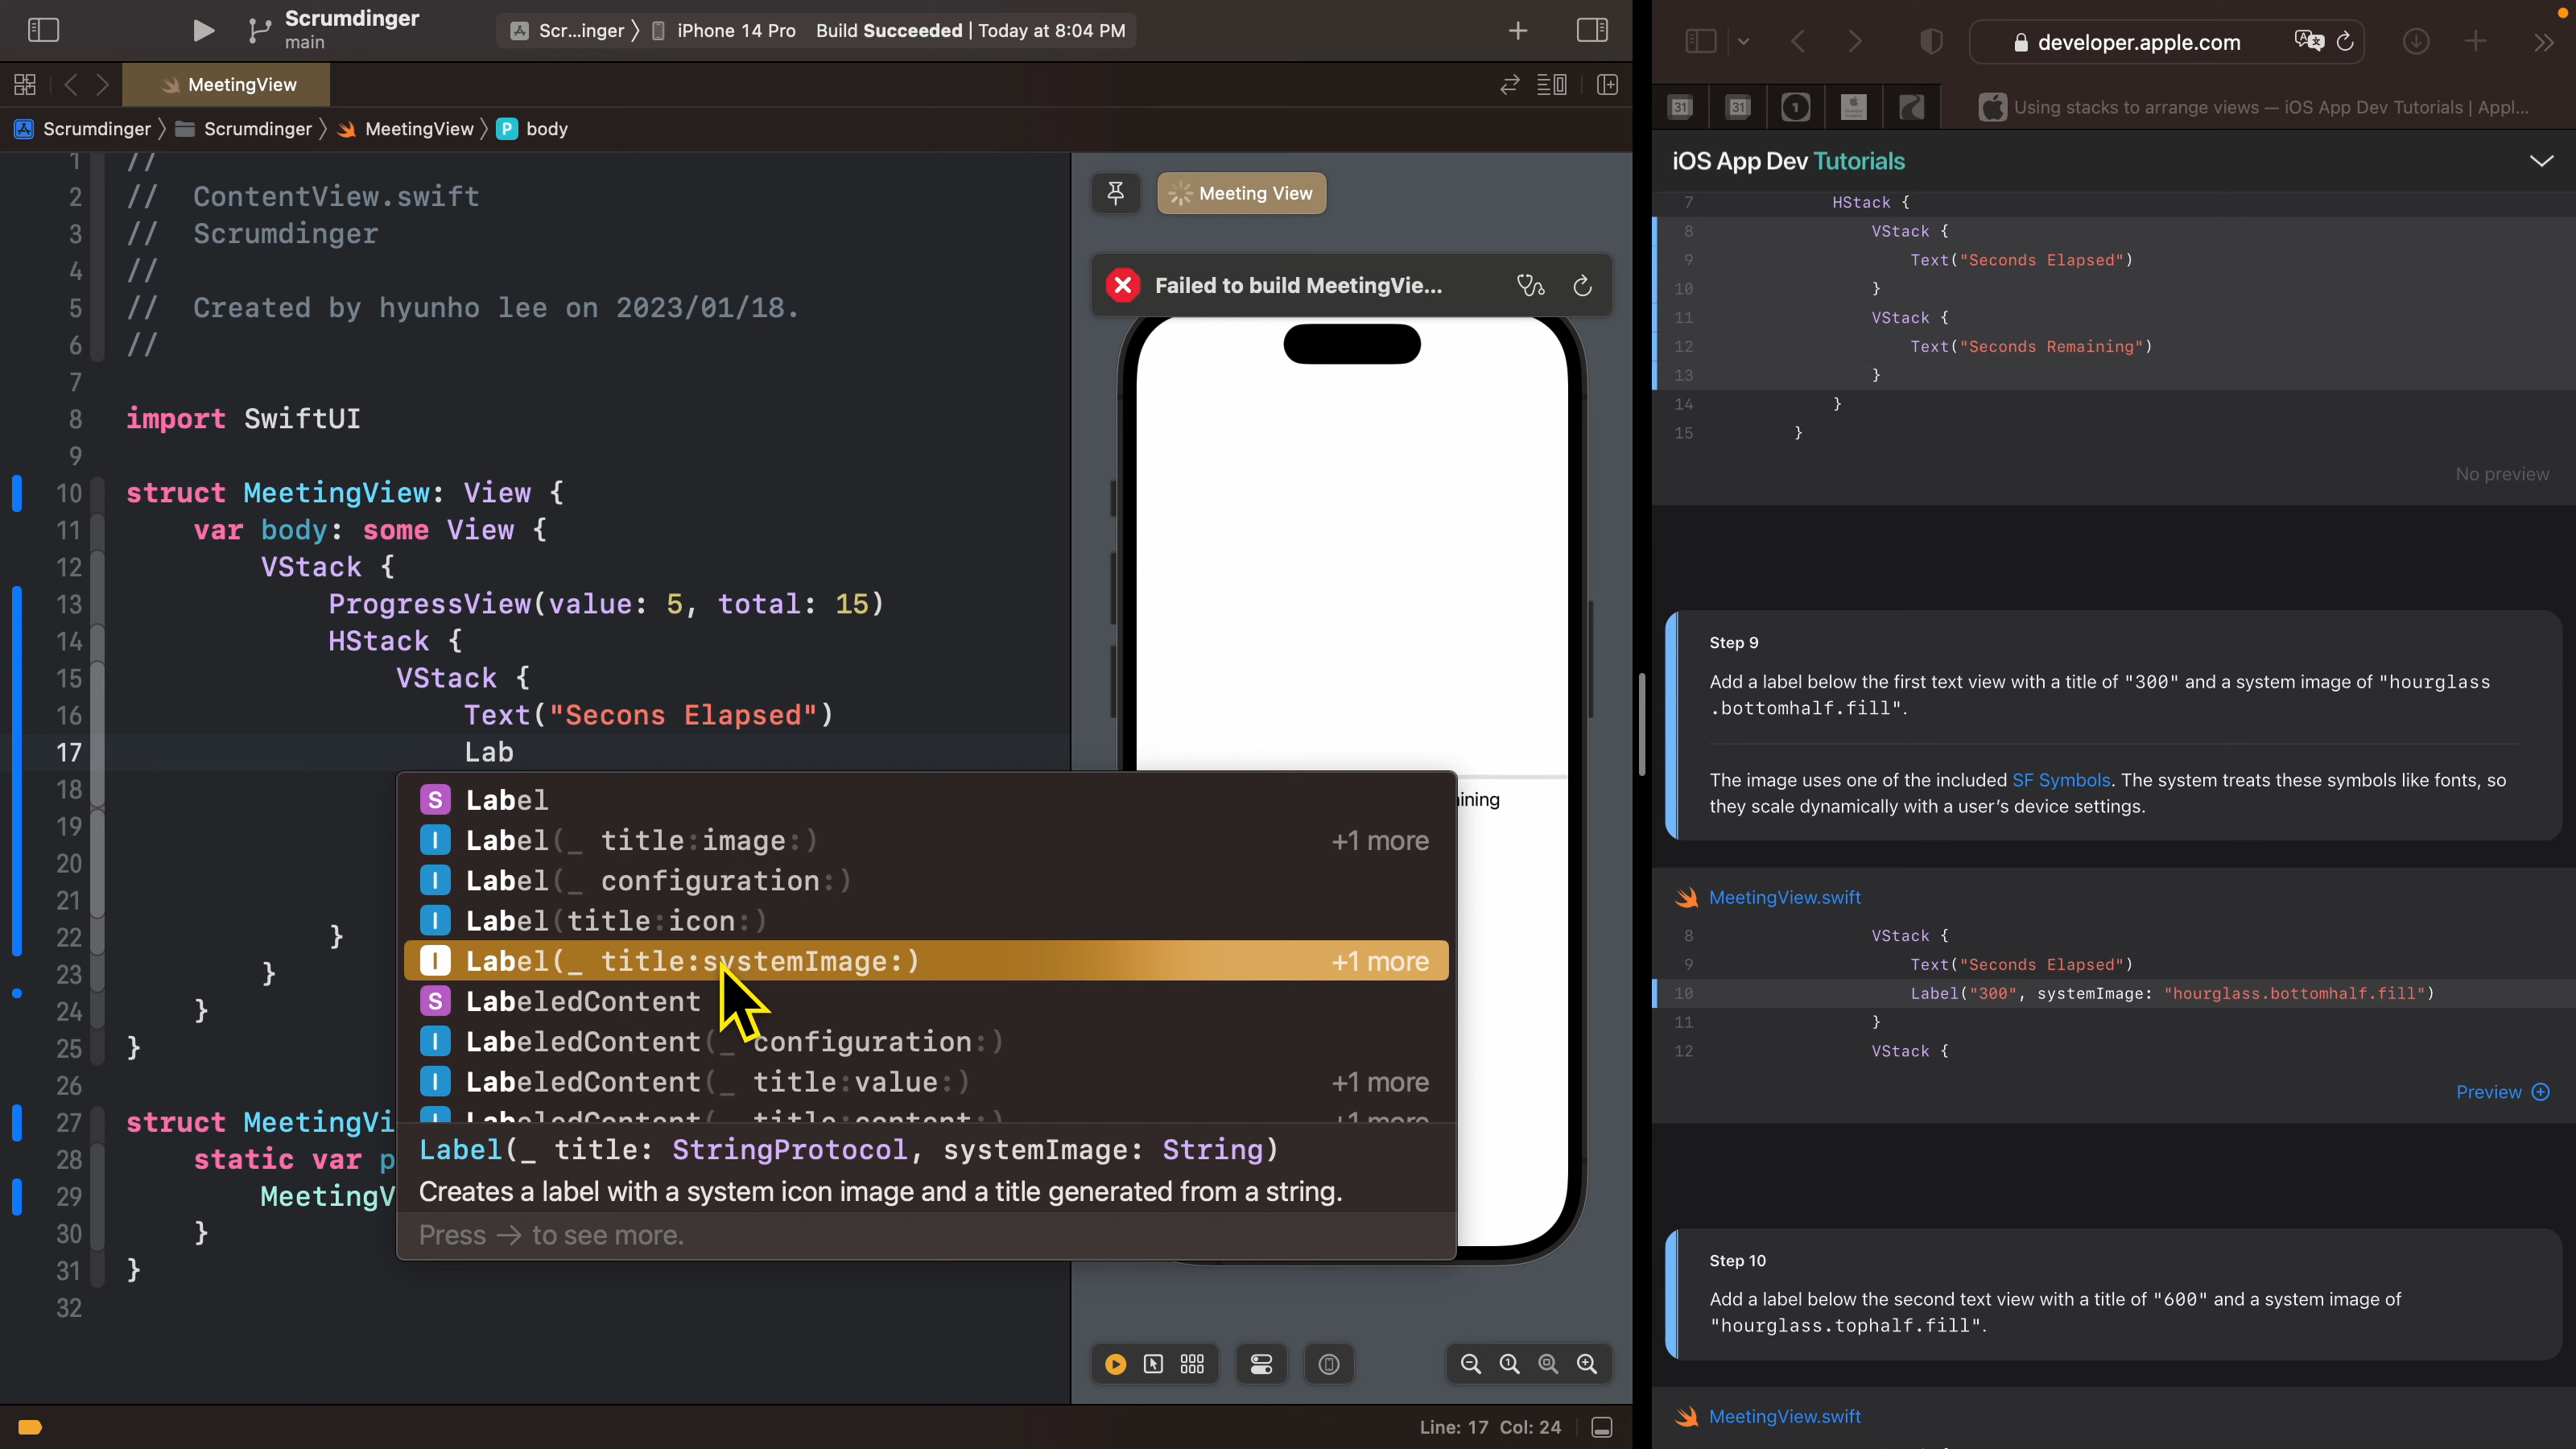 Scrumdinger
main
Scr...inger 〉 iPhone 14 Pro Build Succeeded | Today at 8:04 PM
MeetingView
Scrumdinger 〉 Scrumdinger 〉 MeetingView 〉 P body
1 //
2 // ContentView.swift
3 // Scrumdinger
4 //
5 // Created by hyunho lee on 2023/01/18.
6 //
7
8 import SwiftUI
9
10 struct MeetingView: View {
11 var body: some View {
12 VStack {
13 ProgressView(value: 5, total: 15)
14 HStack {
15 VStack {
16 Text("Secons Elapsed")
17 Lab
18
19
20
21
22 }
23 }
24 }
25 }
26
27 struct MeetingVi
28 static var p
29 MeetingV
30 }
31 }
32
S Label
I Label(_ title:image:) +1 more
I Label(_ configuration:)
I Label(title:icon:)
I Label(_ title:systemImage:) +1 more
S LabeledContent
I LabeledContent(_ configuration:)
I LabeledContent(_ title:value:) +1 more
I LabeledContent(_ title:content:) +1 more
Label(_ title: StringProtocol, systemImage: String)
Creates a label with a system icon image and a title generated from a string.
Press → to see more.
Meeting View
Failed to build MeetingVie...
ining
Line: 17 Col: 24
developer.apple.com
31
31
1
Using stacks to arrange views — iOS App Dev Tutorials | Appl...
iOS App Dev Tutorials
7 HStack {
8 VStack {
9 Text("Seconds Elapsed")
10 }
11 VStack {
12 Text("Seconds Remaining")
13 }
14 }
15 }
No preview
Step 9
Add a label below the first text view with a title of "300" and a system image of "hourglass
.bottomhalf.fill".
The image uses one of the included SF Symbols. The system treats these symbols like fonts, so
they scale dynamically with a user's device settings.
MeetingView.swift
8 VStack {
9 Text("Seconds Elapsed")
10 Label("300", systemImage: "hourglass.bottomhalf.fill")
11 }
12 VStack {
Preview
Step 10
Add a label below the second text view with a title of "600" and a system image of
"hourglass.tophalf.fill".
MeetingView.swift